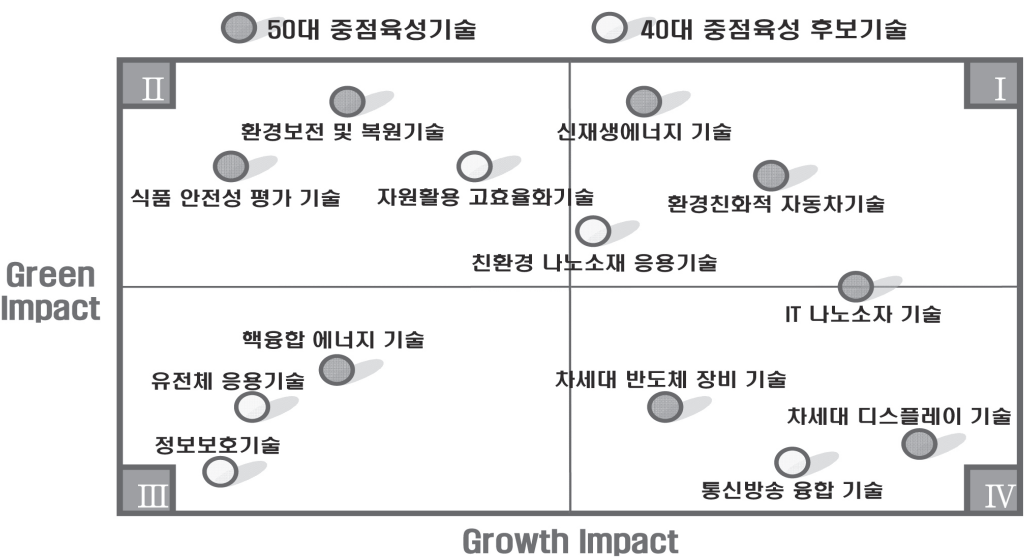 50대 중점육성기술
40대 중점육성 후보기술
Ⅱ
Ⅰ
환경보전 및 복원기술
신재생에너지 기술
식품 안전성 평가 기술
자원활용 고효율화기술
환경친화적 자동차기술
친환경 나노소재 응용기술
Green
Impact
IT 나노소자 기술
핵융합 에너지 기술
유전체 응용기술
차세대 반도체 장비 기술
차세대 디스플레이 기술
정보보호기술
통신방송 융합 기술
Ⅲ
Ⅳ
Growth Impact